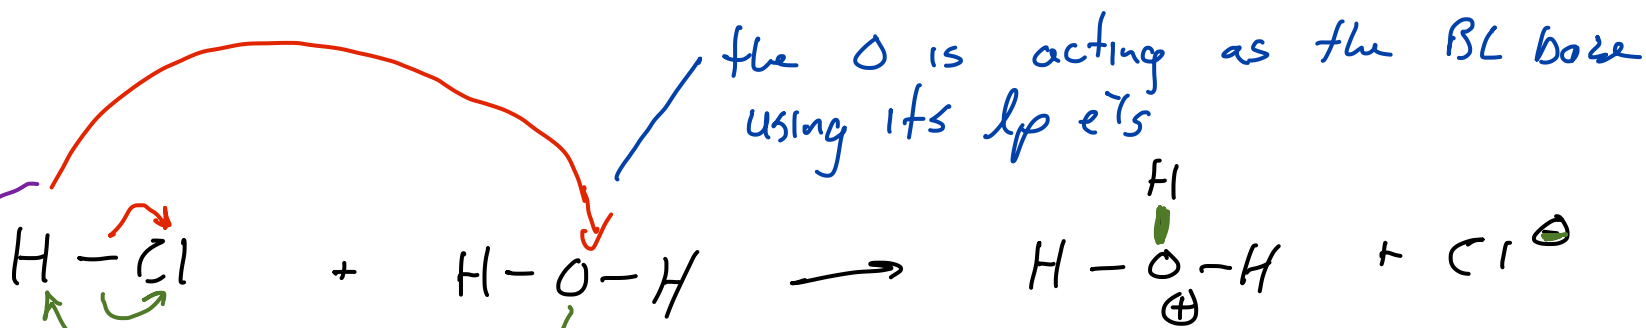 the O is acting as the BL base
using its lp e⁻'s
H
H - Cl + H - O - H → H - O - H + Cl ⊖
⊕